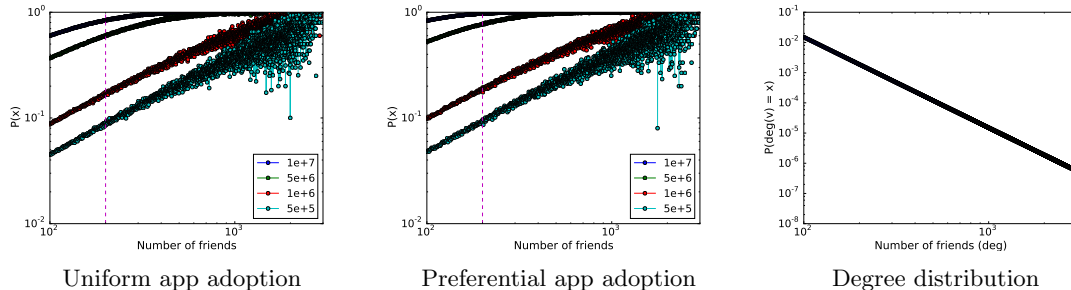 P(x)
10^0
10^-1
10^-2
10^2
10^3
Number of friends
1e+7
5e+6
1e+6
5e+5
Uniform app adoption
P(x)
10^0
10^-1
10^-2
10^2
10^3
Number of friends
1e+7
5e+6
1e+6
5e+5
Preferential app adoption
P(deg(v) = x)
10^-1
10^-2
10^-3
10^-4
10^-5
10^-6
10^-7
10^-8
10^2
10^3
Number of friends (deg)
Degree distribution